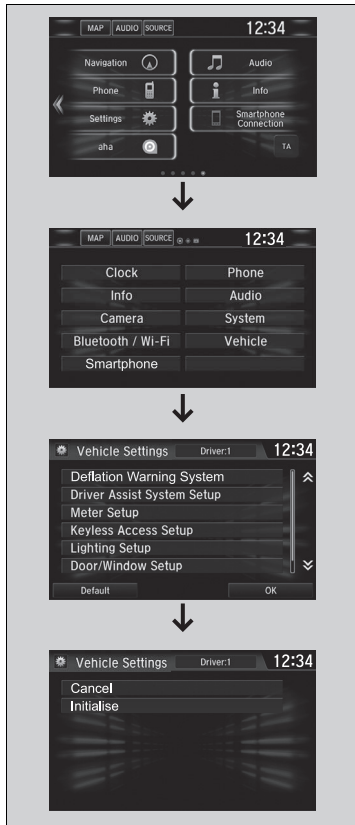 MAP AUDIO SOURCE 12:34
Navigation Audio
Phone Info
Settings Smartphone Connection
aha TA
MAP AUDIO SOURCE 12:34
Clock Phone
Info Audio
Camera System
Bluetooth / Wi-Fi Vehicle
Smartphone
Vehicle Settings Driver:1 12:34
Deflation Warning System
Driver Assist System Setup
Meter Setup
Keyless Access Setup
Lighting Setup
Door/Window Setup
Default OK
Vehicle Settings Driver:1 12:34
Cancel
Initialise